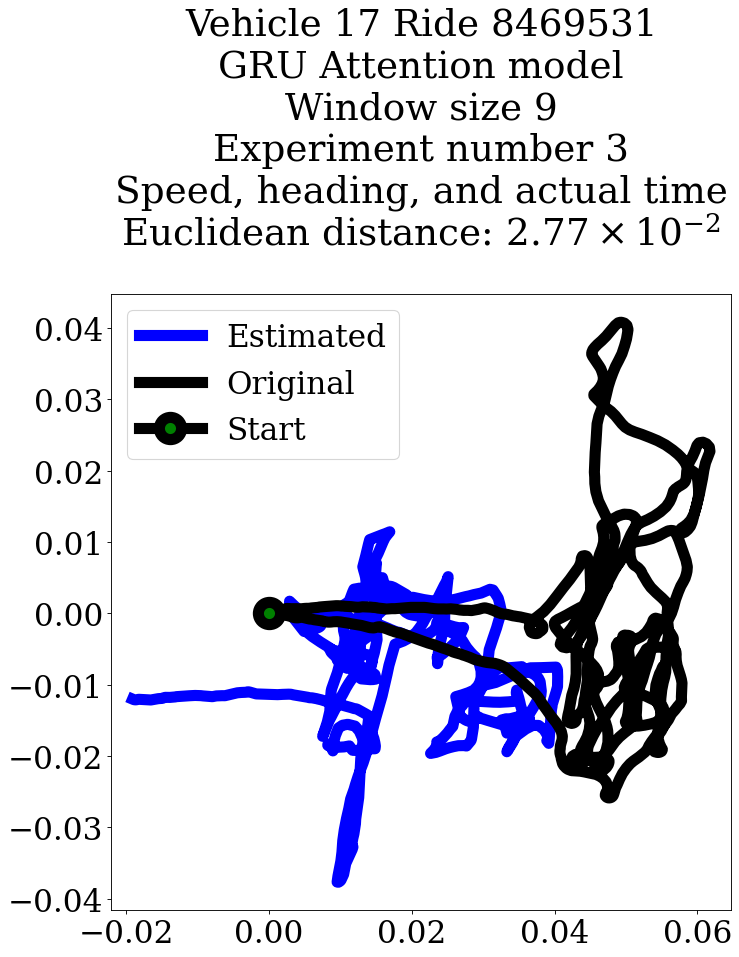 Vehicle 17 Ride 8469531
GRU Attention model
Window size 9
Experiment number 3
Speed, heading, and actual time
Euclidean distance: 2.77 × 10⁻²
Estimated
Original
Start
0.04
0.03
0.02
0.01
0.00
−0.01
−0.02
−0.03
−0.04
−0.02 0.00 0.02 0.04 0.06